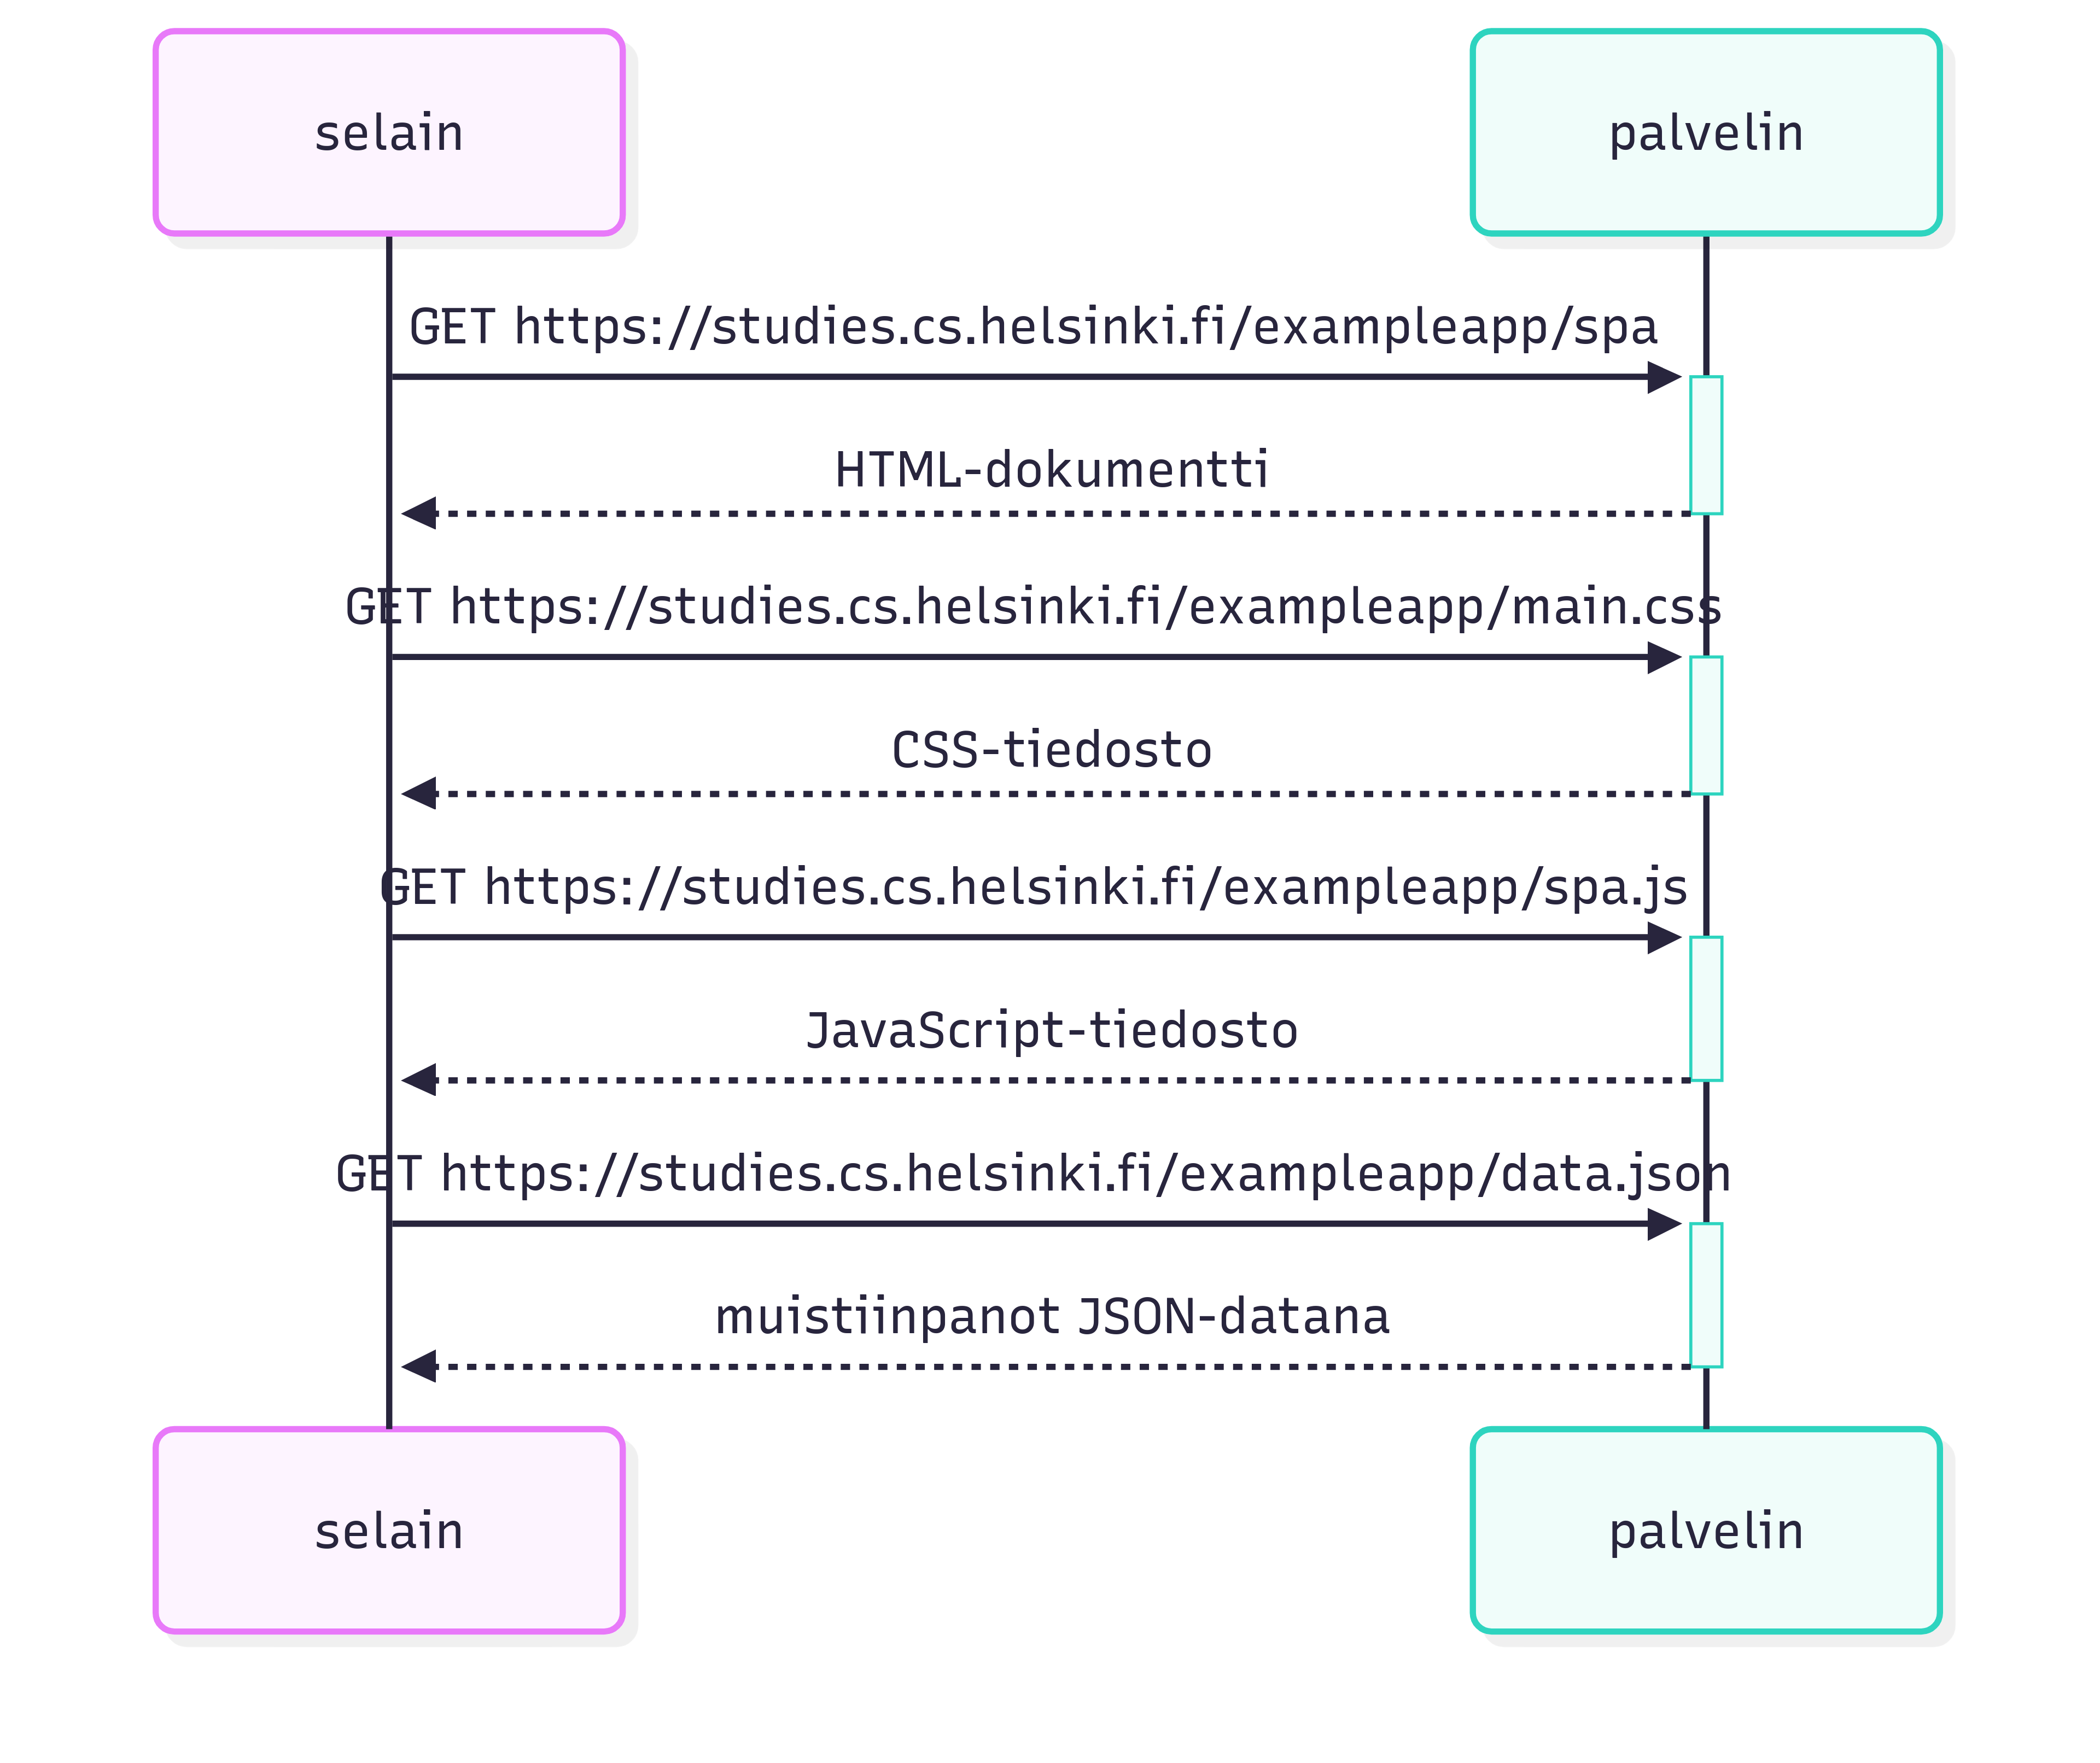 selain
palvelin
GET https://studies.cs.helsinki.fi/exampleapp/spa
HTML-dokumentti
GET https://studies.cs.helsinki.fi/exampleapp/main.css
CSS-tiedosto
GET https://studies.cs.helsinki.fi/exampleapp/spa.js
JavaScript-tiedosto
GET https://studies.cs.helsinki.fi/exampleapp/data.json
muistiinpanot JSON-datana
selain
palvelin